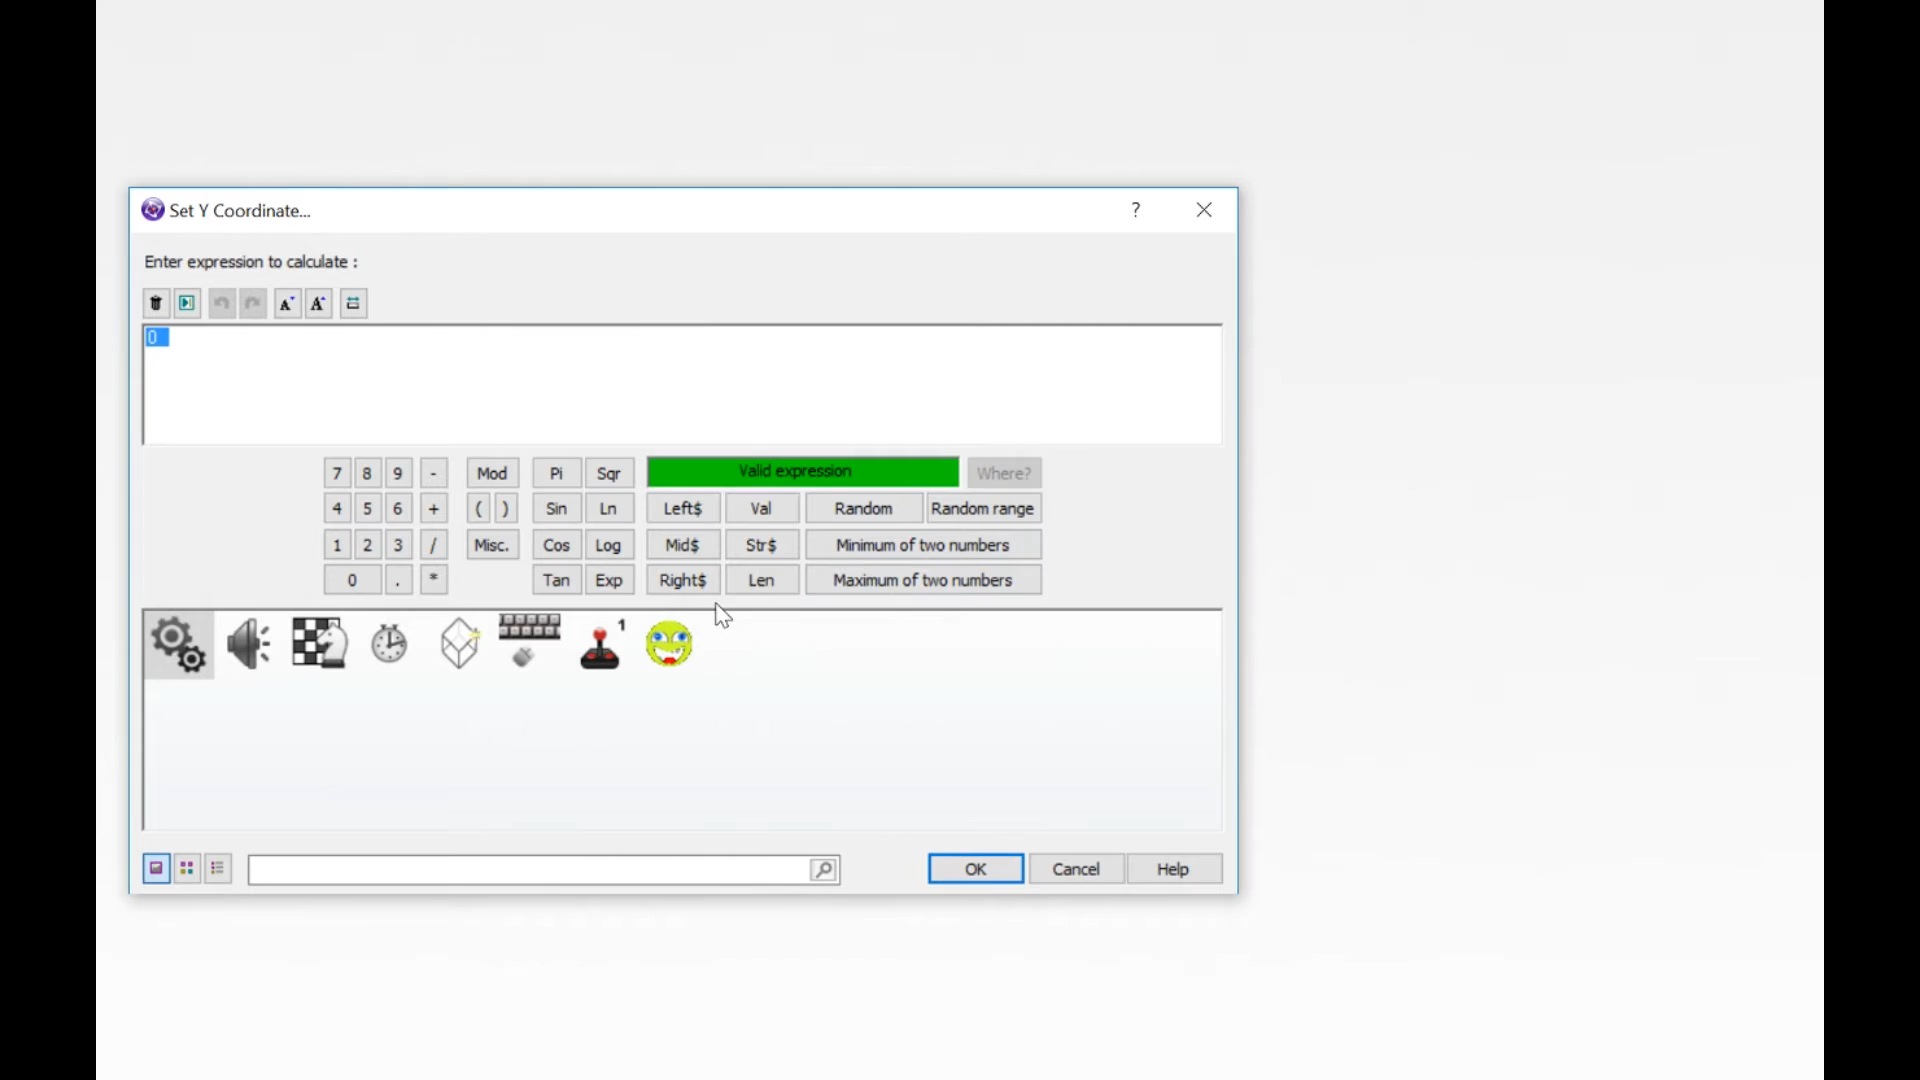 Set Y Coordinate...
?
Enter expression to calculate :
A A
0
7 8 9 - Mod Pi Sqr Valid expression Where?
4 5 6 + ( ) Sin Ln Left$ Val Random Random range
1 2 3 / Misc. Cos Log Mid$ Str$ Minimum of two numbers
0 . * Tan Exp Right$ Len Maximum of two numbers
1
OK Cancel Help